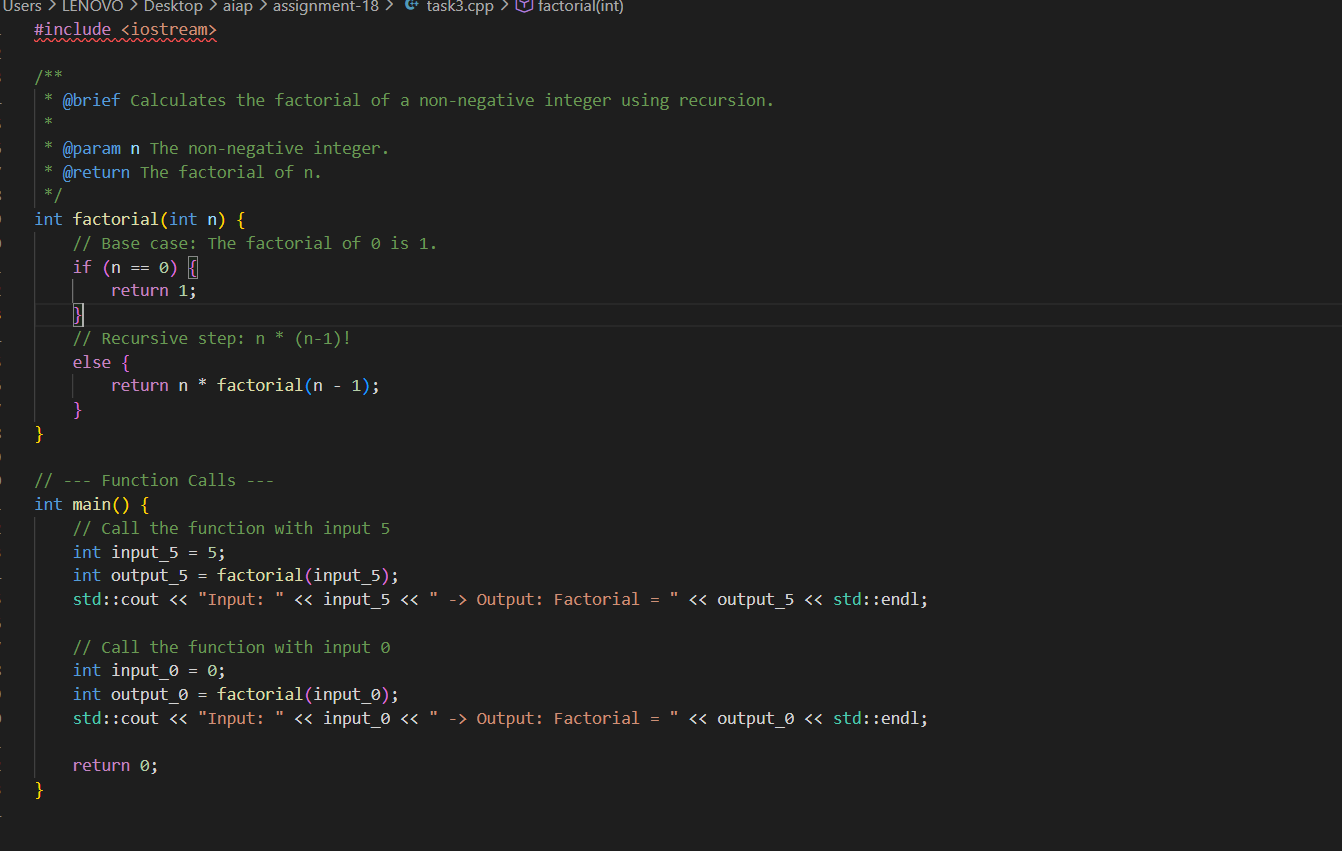 Users > LENOVO > Desktop > aiap > assignment-18 > task3.cpp > factorial(int)
#include <iostream>

/**
 * @brief Calculates the factorial of a non-negative integer using recursion.
 *
 * @param n The non-negative integer.
 * @return The factorial of n.
 */
int factorial(int n) {
    // Base case: The factorial of 0 is 1.
    if (n == 0) {
        return 1;
    }
    // Recursive step: n * (n-1)!
    else {
        return n * factorial(n - 1);
    }
}

// --- Function Calls ---
int main() {
    // Call the function with input 5
    int input_5 = 5;
    int output_5 = factorial(input_5);
    std::cout << "Input: " << input_5 << " -> Output: Factorial = " << output_5 << std::endl;

    // Call the function with input 0
    int input_0 = 0;
    int output_0 = factorial(input_0);
    std::cout << "Input: " << input_0 << " -> Output: Factorial = " << output_0 << std::endl;

    return 0;
}